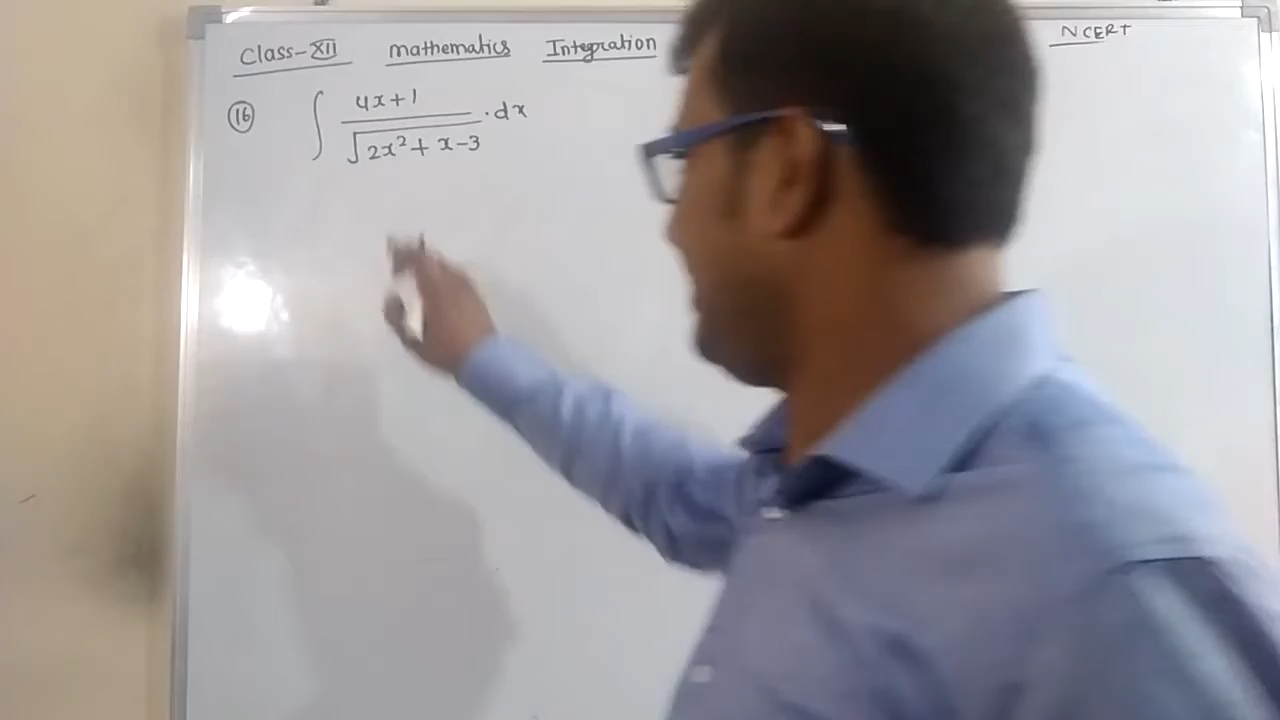 Class-XII mathematics Integration NCERT
16 ∫ 4x+1 / √(2x²+x-3) .dx